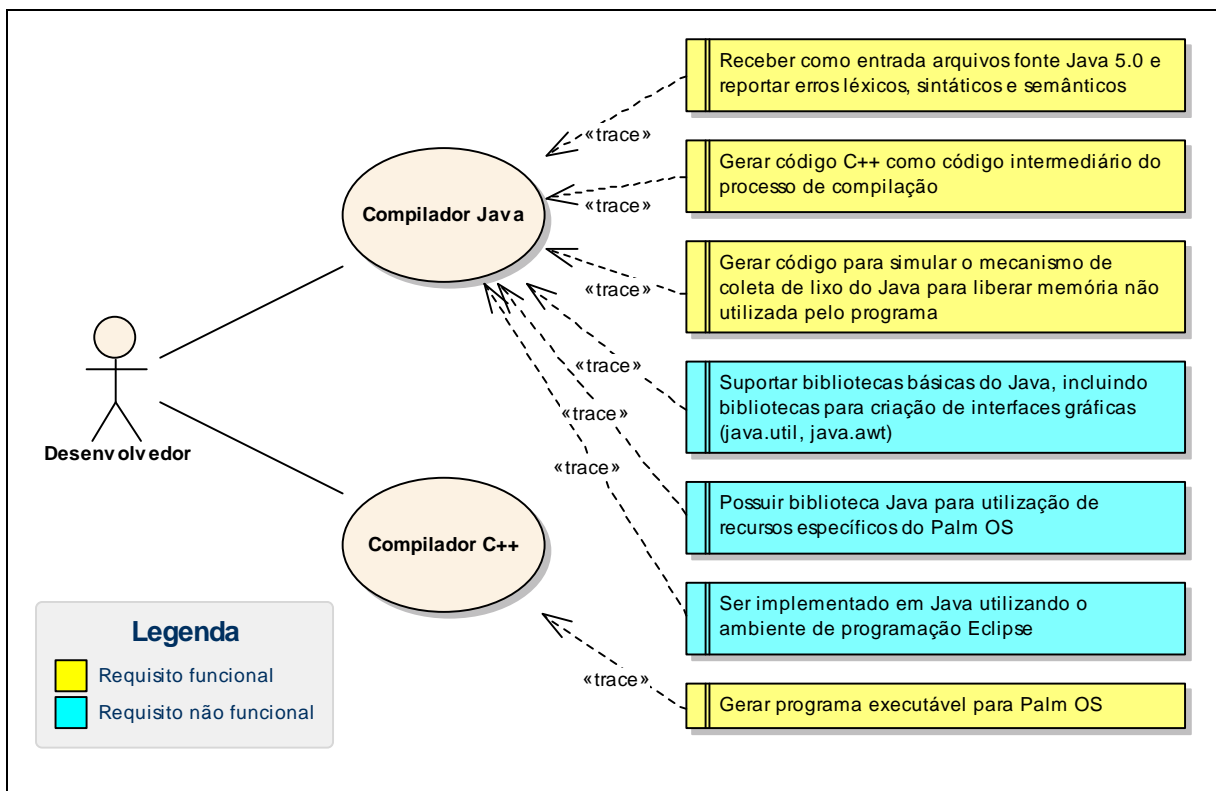 Receber como entrada arquivos fonte Java 5.0 e
reportar erros léxicos, sintáticos e semânticos
«trace»
Gerar código C++ como código intermediário do
processo de compilação
«trace»
Compilador Java
Gerar código para simular o mecanismo de
coleta de lixo do Java para liberar memória não
utilizada pelo programa
«trace»
Suportar bibliotecas básicas do Java, incluindo
bibliotecas para criação de interfaces gráficas
(java.util, java.awt)
«trace»
«trace»
«trace»
Desenvolvedor
Possuir biblioteca Java para utilização de
recursos específicos do Palm OS
Compilador C++
Ser implementado em Java utilizando o
ambiente de programação Eclipse
«trace»
Gerar programa executável para Palm OS
Legenda
Requisito funcional
Requisito não funcional